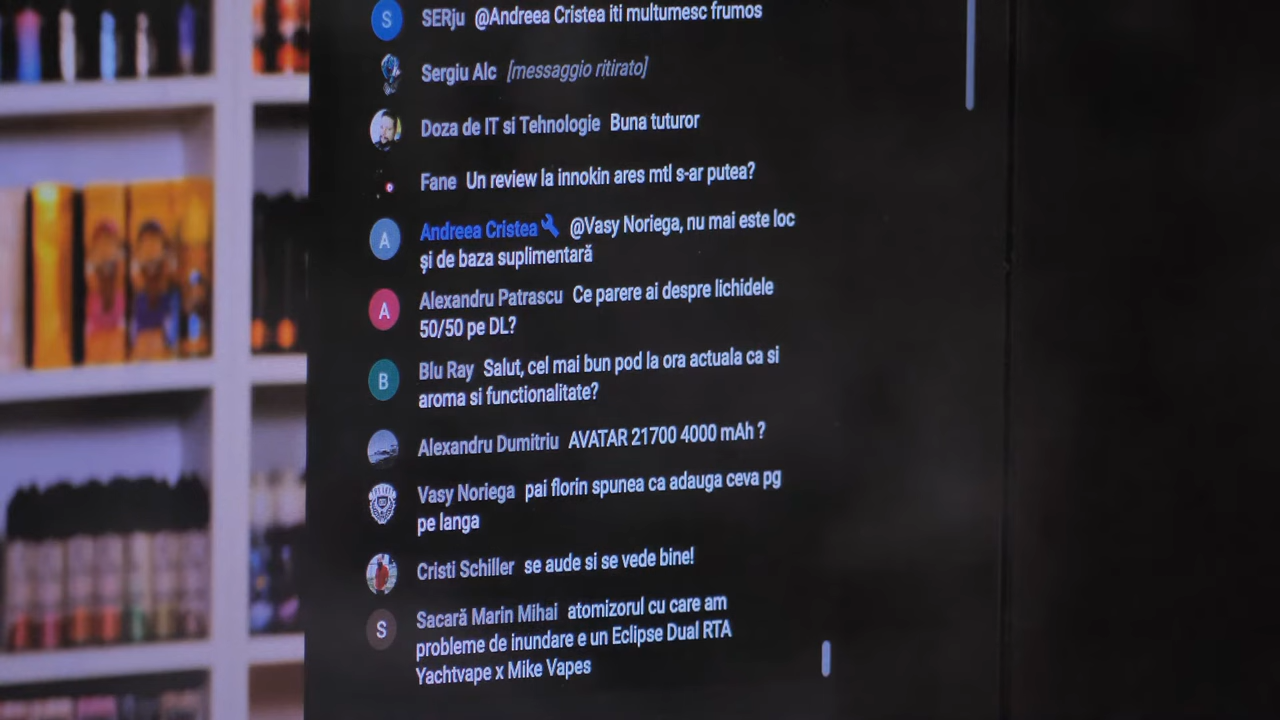 S SERju @Andreea Cristea iti multumesc frumos
Sergiu Alc [messaggio ritirato]
Doza de IT si Tehnologie Buna tuturor
Fane Un review la innokin ares mtl s-ar putea?
A Andreea Cristea @Vasy Noriega, nu mai este loc
și de baza suplimentară
A Alexandru Patrascu Ce parere ai despre lichidele
50/50 pe DL?
B Blu Ray Salut, cel mai bun pod la ora actuala ca si
aroma si functionalitate?
Alexandru Dumitriu AVATAR 21700 4000 mAh ?
Vasy Noriega pai florin spunea ca adauga ceva pg
pe langa
Cristi Schiller se aude si se vede bine!
S Sacară Marin Mihai atomizorul cu care am
probleme de inundare e un Eclipse Dual RTA
Yachtvape x Mike Vapes